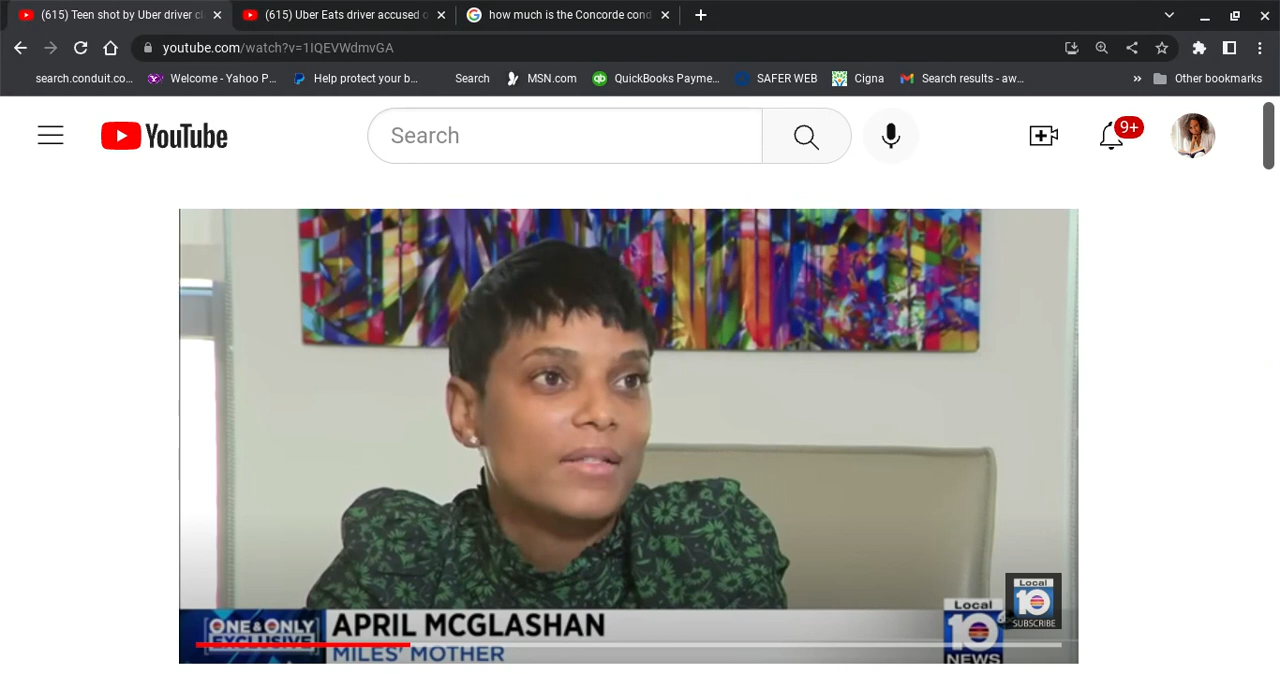 (615) Teen shot by Uber driver cl
(615) Uber Eats driver accused o
how much is the Concorde cond
youtube.com/watch?v=1IQEVWdmvGA
search.conduit.co...
Welcome - Yahoo P...
Help protect your b...
Search
MSN.com
QuickBooks Payme...
SAFER WEB
Cigna
Search results - aw...
Other bookmarks
YouTube
Search
9+
Local
10
SUBSCRIBE
ONE & ONLY
EXCLUSIVE
APRIL MCGLASHAN
MILES' MOTHER
Local
10
NEWS